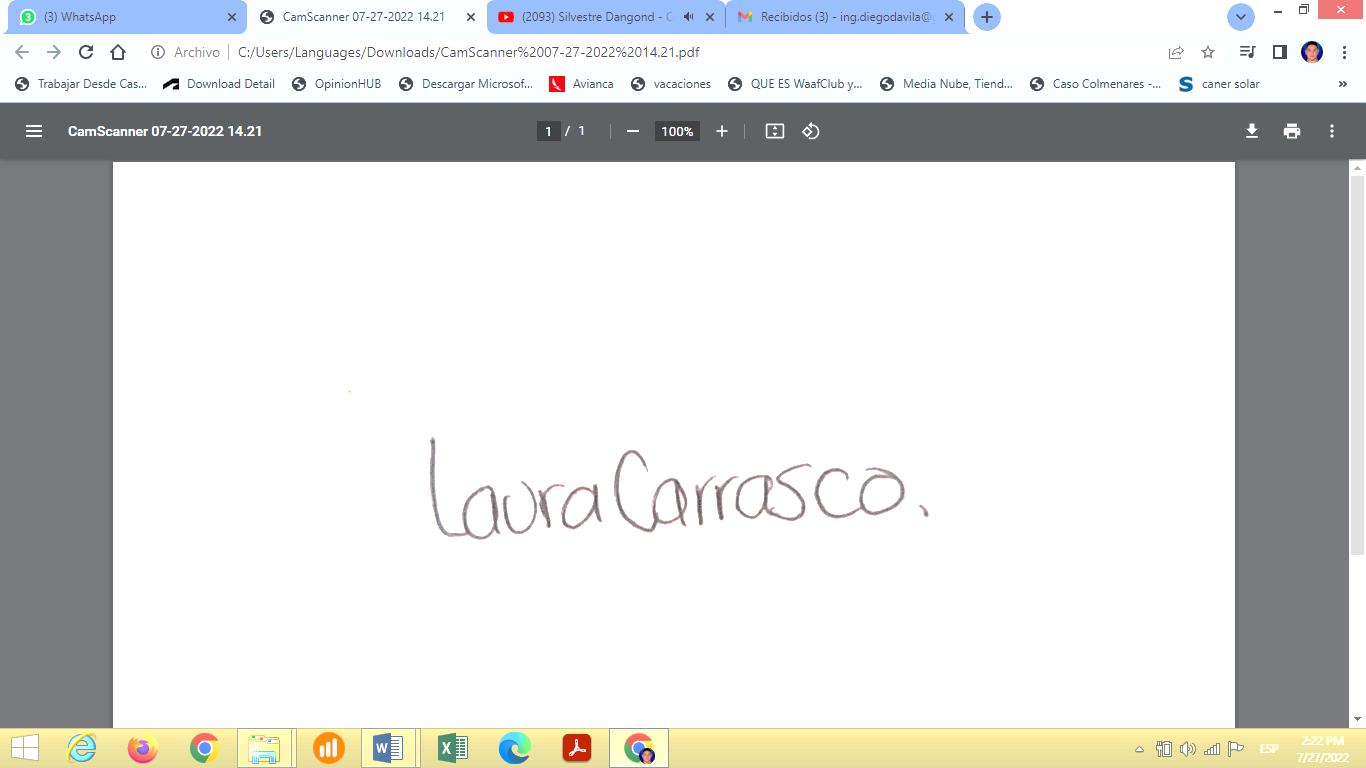 (3) WhatsApp
CamScanner 07-27-2022 14.21
(2093) Silvestre Dangond - C
Recibidos (3) - ing.diegodavila@
Archivo
C:/Users/Languages/Downloads/CamScanner%2007-27-2022%2014.21.pdf
Trabajar Desde Cas...
Download Detail
OpinionHUB
Descargar Microsof...
Avianca
vacaciones
QUE ES WaafClub y...
Media Nube, Tiend...
Caso Colmenares -...
caner solar
»
CamScanner 07-27-2022 14.21
1 / 1
100%
Laura Carrasco.
ESP
2:22 PM
7/27/2022